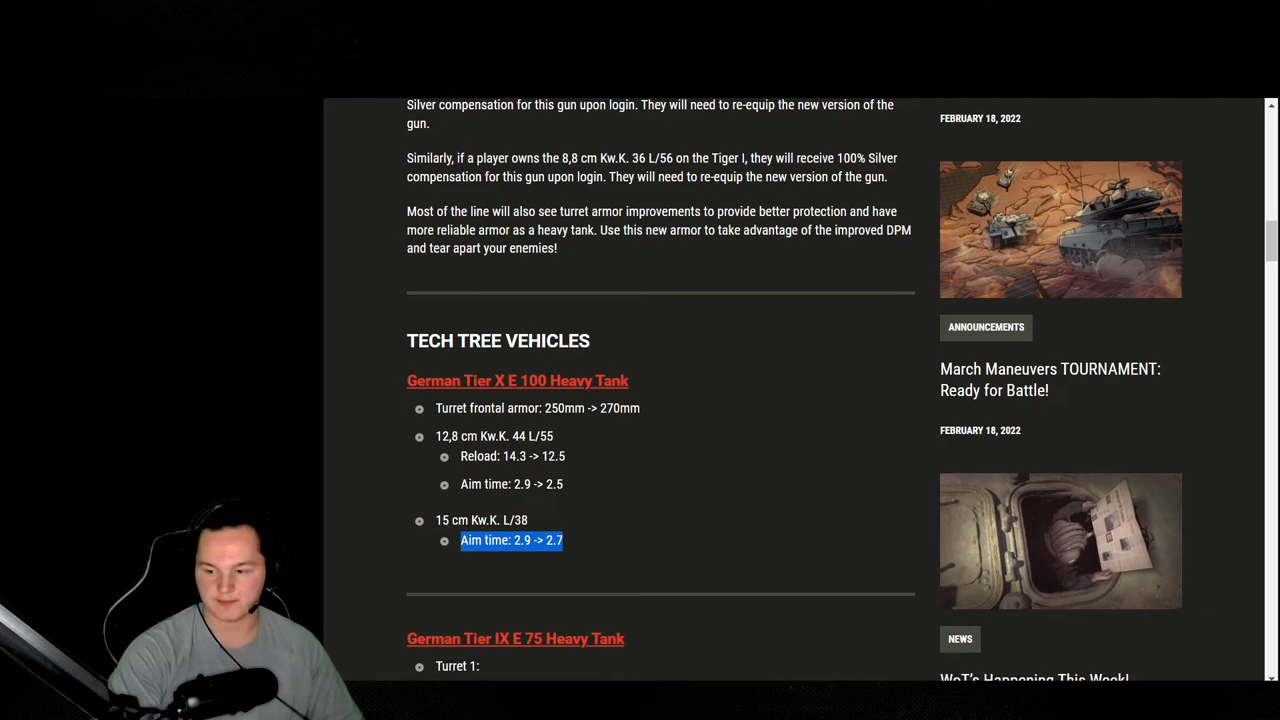 Silver compensation for this gun upon login. They will need to re-equip the new version of the
gun.
Similarly, if a player owns the 8,8 cm Kw.K. 36 L/56 on the Tiger I, they will receive 100% Silver
compensation for this gun upon login. They will need to re-equip the new version of the gun.
Most of the line will also see turret armor improvements to provide better protection and have
more reliable armor as a heavy tank. Use this new armor to take advantage of the improved DPM
and tear apart your enemies!
TECH TREE VEHICLES
German Tier X E 100 Heavy Tank
Turret frontal armor: 250mm -> 270mm
12,8 cm Kw.K. 44 L/55
Reload: 14.3 -> 12.5
Aim time: 2.9 -> 2.5
15 cm Kw.K. L/38
Aim time: 2.9 -> 2.7
German Tier IX E 75 Heavy Tank
Turret 1:
FEBRUARY 18, 2022
ANNOUNCEMENTS
March Maneuvers TOURNAMENT:
Ready for Battle!
FEBRUARY 18, 2022
NEWS
WoT's Happening This Week!